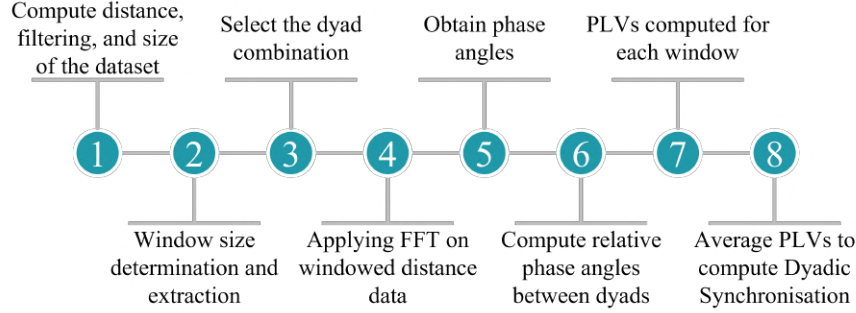 Compute distance,
filtering, and size
of the dataset
Select the dyad
combination
Obtain phase
angles
PLVs computed for
each window
1 2 3 4 5 6 7 8
Window size
determination and
extraction
Applying FFT on
windowed distance
data
Compute relative
phase angles
between dyads
Average PLVs to
compute Dyadic
Synchronisation